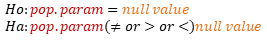 Ho: pop. param = null value
Ha: pop. param(≠ or > or <)null value